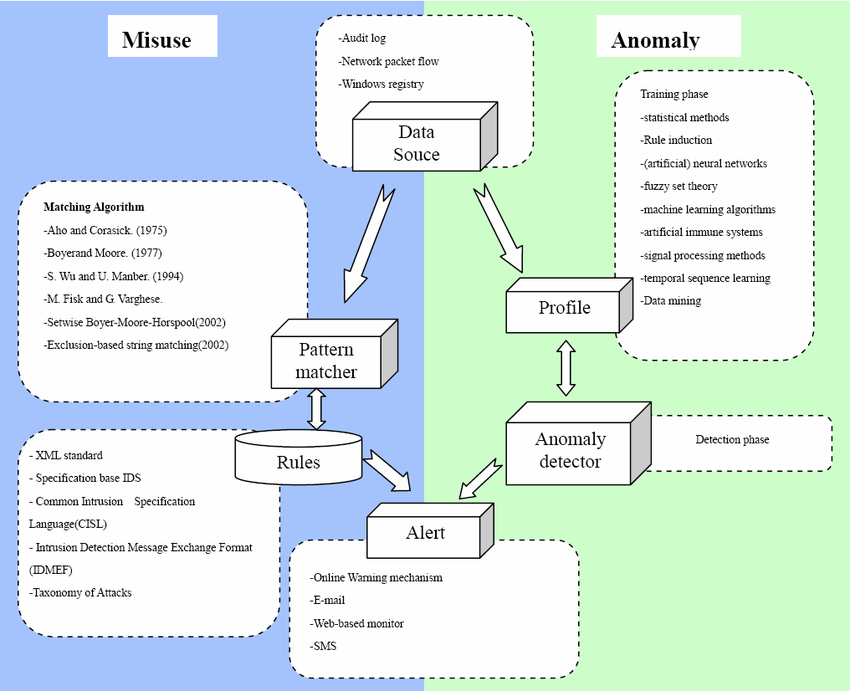 Misuse
Anomaly
-Audit log
-Network packet flow
-Windows registry
Data
Souce
Training phase
-statistical methods
-Rule induction
-(artificial) neural networks
-fuzzy set theory
-machine learning algorithms
-artificial immune systems
-signal processing methods
-temporal sequence learning
-Data mining
Matching Algorithm
-Aho and Corasick. (1975)
-Boyerand Moore. (1977)
-S. Wu and U. Manber. (1994)
-M. Fisk and G. Varghese.
-Setwise Boyer-Moore-Horspool(2002)
-Exclusion-based string matching(2002)
Profile
Pattern
matcher
Anomaly
detector
Detection phase
Rules
- XML standard
- Specification base IDS
- Common Intrusion Specification
Language(CISL)
- Intrusion Detection Message Exchange Format
(IDMEF)
-Taxonomy of Attacks
Alert
-Online Warning mechanism
-E-mail
-Web-based monitor
-SMS